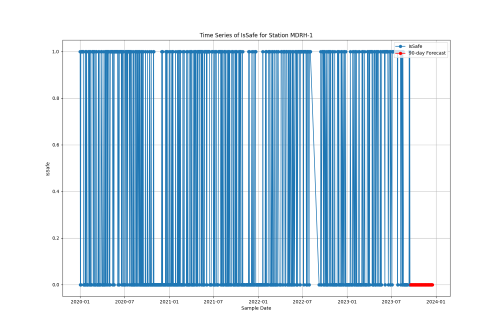 Time Series of IsSafe for Station MDRH-1
IsSafe
90-day Forecast
1.0
0.8
0.6
0.4
0.2
0.0
IsSafe
2020-01 2020-07 2021-01 2021-07 2022-01 2022-07 2023-01 2023-07 2024-01
Sample Date